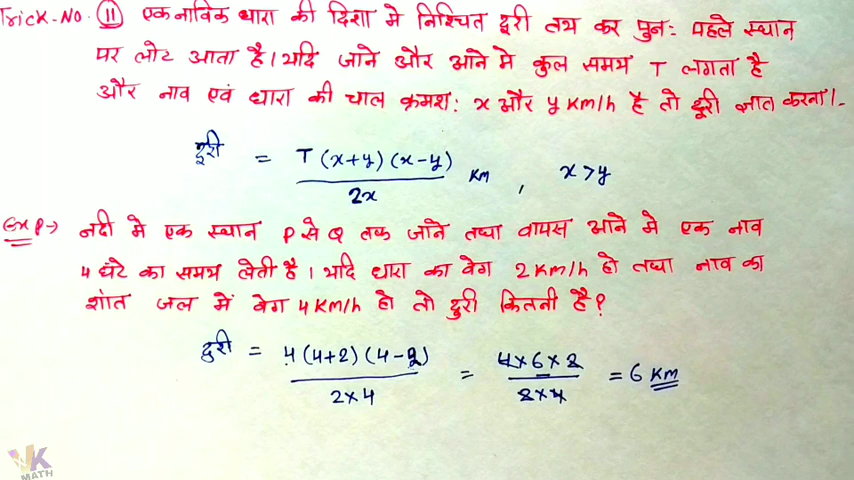 Trick.No. 11 एक नाविक धारा की दिशा मे निश्चित दूरी तय कर पुनः पहले स्थान
पर लोट आता है। यदि जाने और आने मे कुल समय T लगता है
और नाव एवं धारा की चाल क्रमशः x और y Km/h है तो दूरी ज्ञात करना।-
दूरी = T(x+y)(x-y) / 2x Km , x>y
Exp→ नदी मे एक स्थान P से Q तक जाने तथा वापस आने मे एक नाव
4 घंटे का समय लेती है। यदि धारा का वेग 2 Km/h हो तथा नाव का
शांत जल में वेग 4 Km/h हो तो दुरी कितनी है?
दुरी = 4(4+2)(4-2) / 2×4 = 4×6×2 / 2×4 = 6 Km
VK
MATH